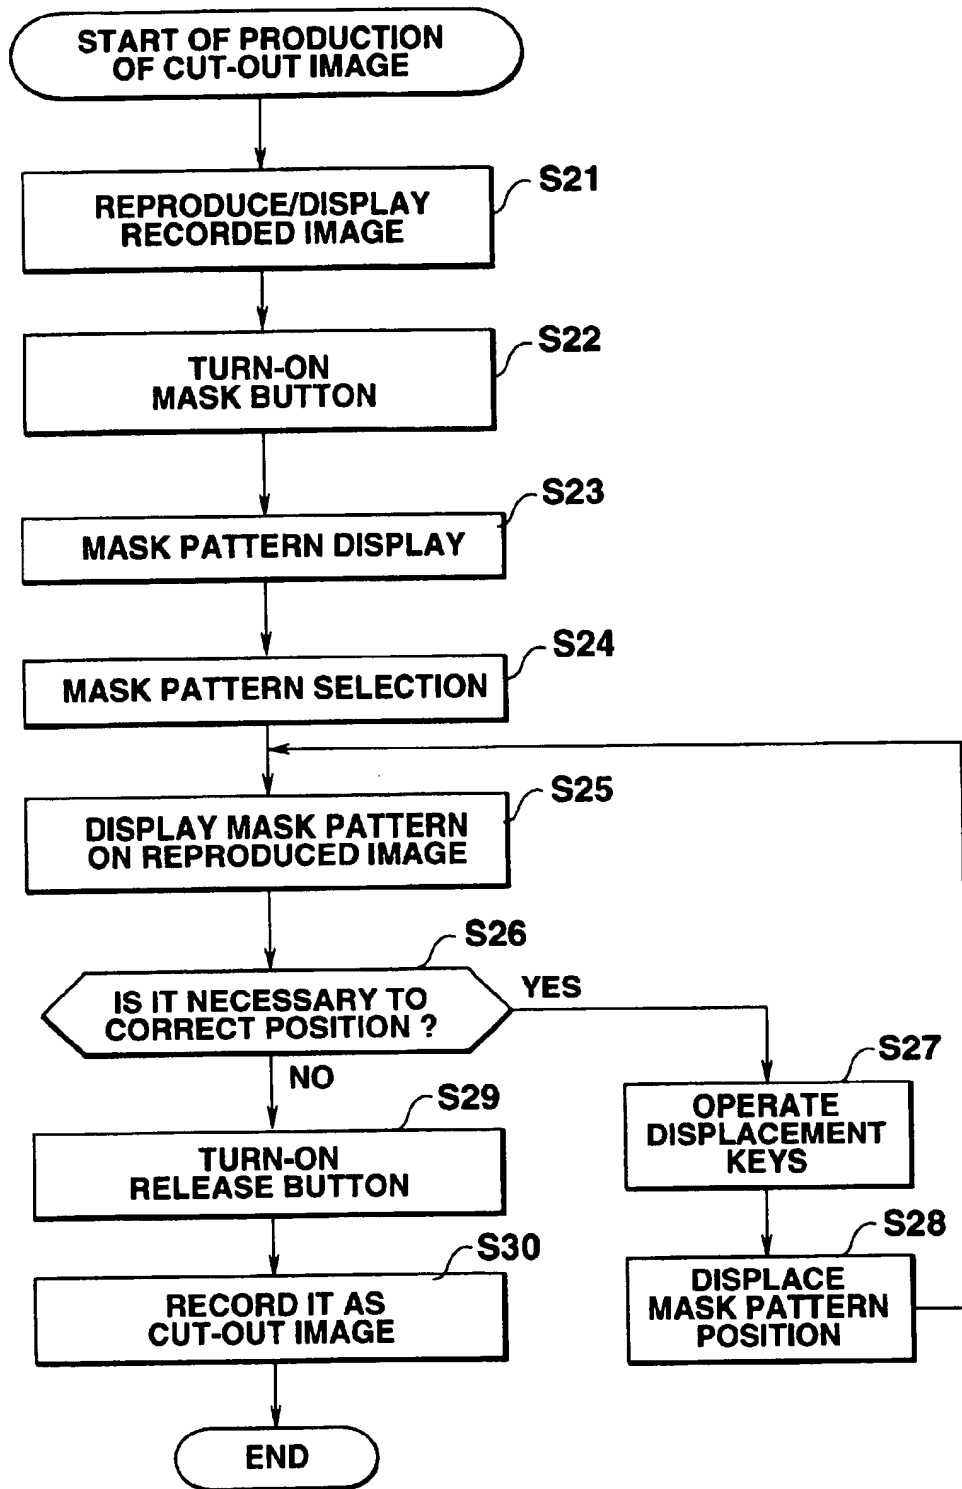 START OF PRODUCTION
OF CUT-OUT IMAGE
S21
REPRODUCE/DISPLAY
RECORDED IMAGE
S22
TURN-ON
MASK BUTTON
S23
MASK PATTERN DISPLAY
S24
MASK PATTERN SELECTION
S25
DISPLAY MASK PATTERN
ON REPRODUCED IMAGE
S26
IS IT NECESSARY TO
CORRECT POSITION ?
YES
NO
S27
OPERATE
DISPLACEMENT
KEYS
S28
DISPLACE
MASK PATTERN
POSITION
S29
TURN-ON
RELEASE BUTTON
S30
RECORD IT AS
CUT-OUT IMAGE
END